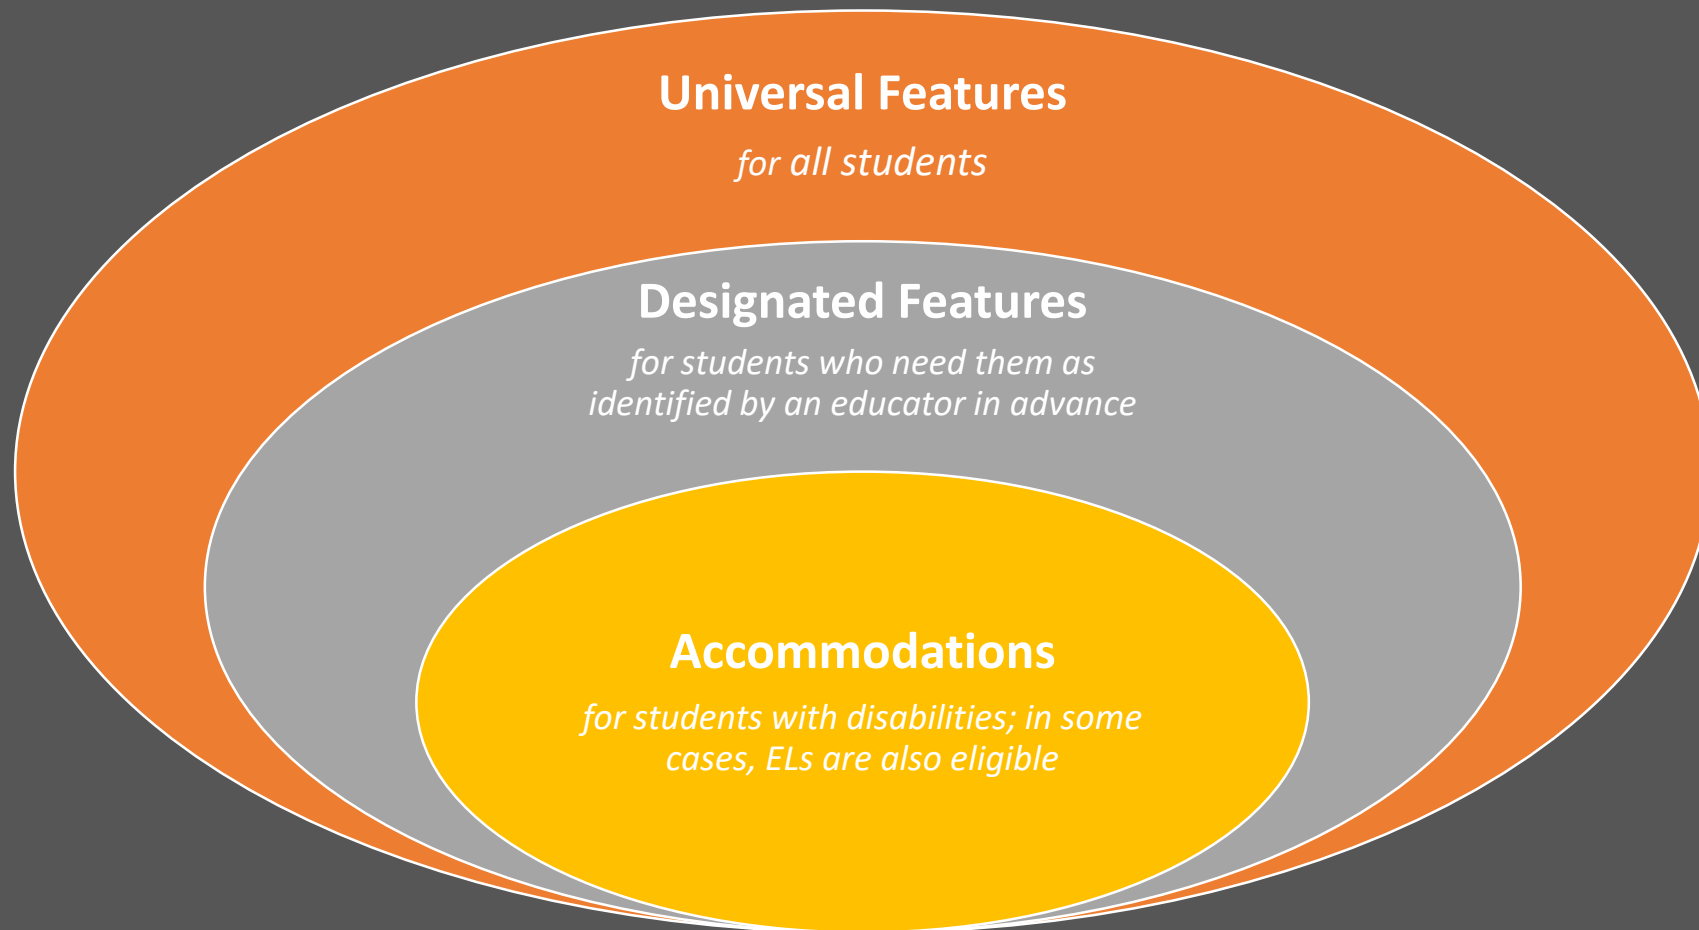 Universal Features
for all students
Designated Features
for students who need them as
identified by an educator in advance
Accommodations
for students with disabilities; in some
cases, ELs are also eligible